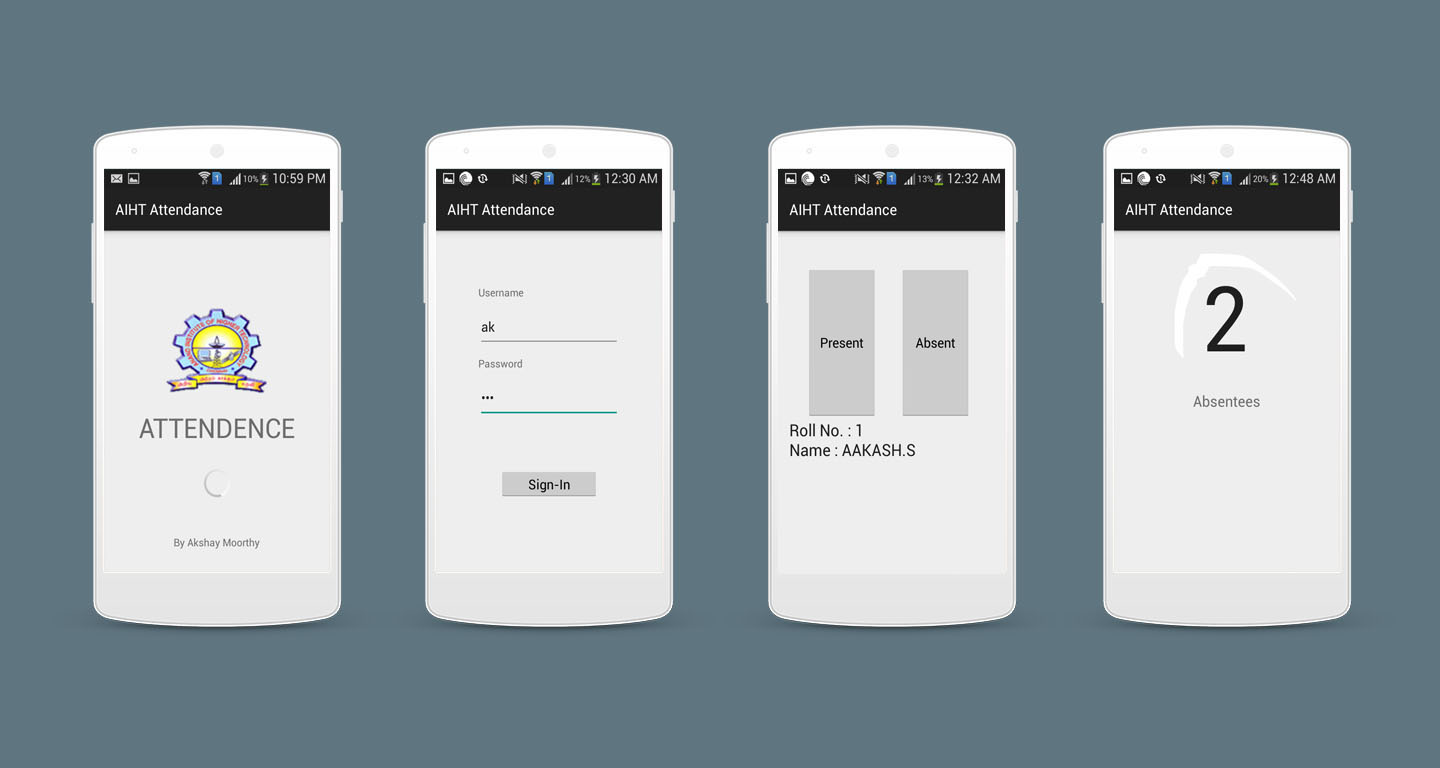 10% 10:59 PM
AIHT Attendance
ATTENDENCE
By Akshay Moorthy
1 12% 12:30 AM
AIHT Attendance
Username
ak
Password
•••
Sign-In
1 13% 12:32 AM
AIHT Attendance
Present Absent
Roll No. : 1
Name : AAKASH.S
1 20% 12:48 AM
AIHT Attendance
2
Absentees